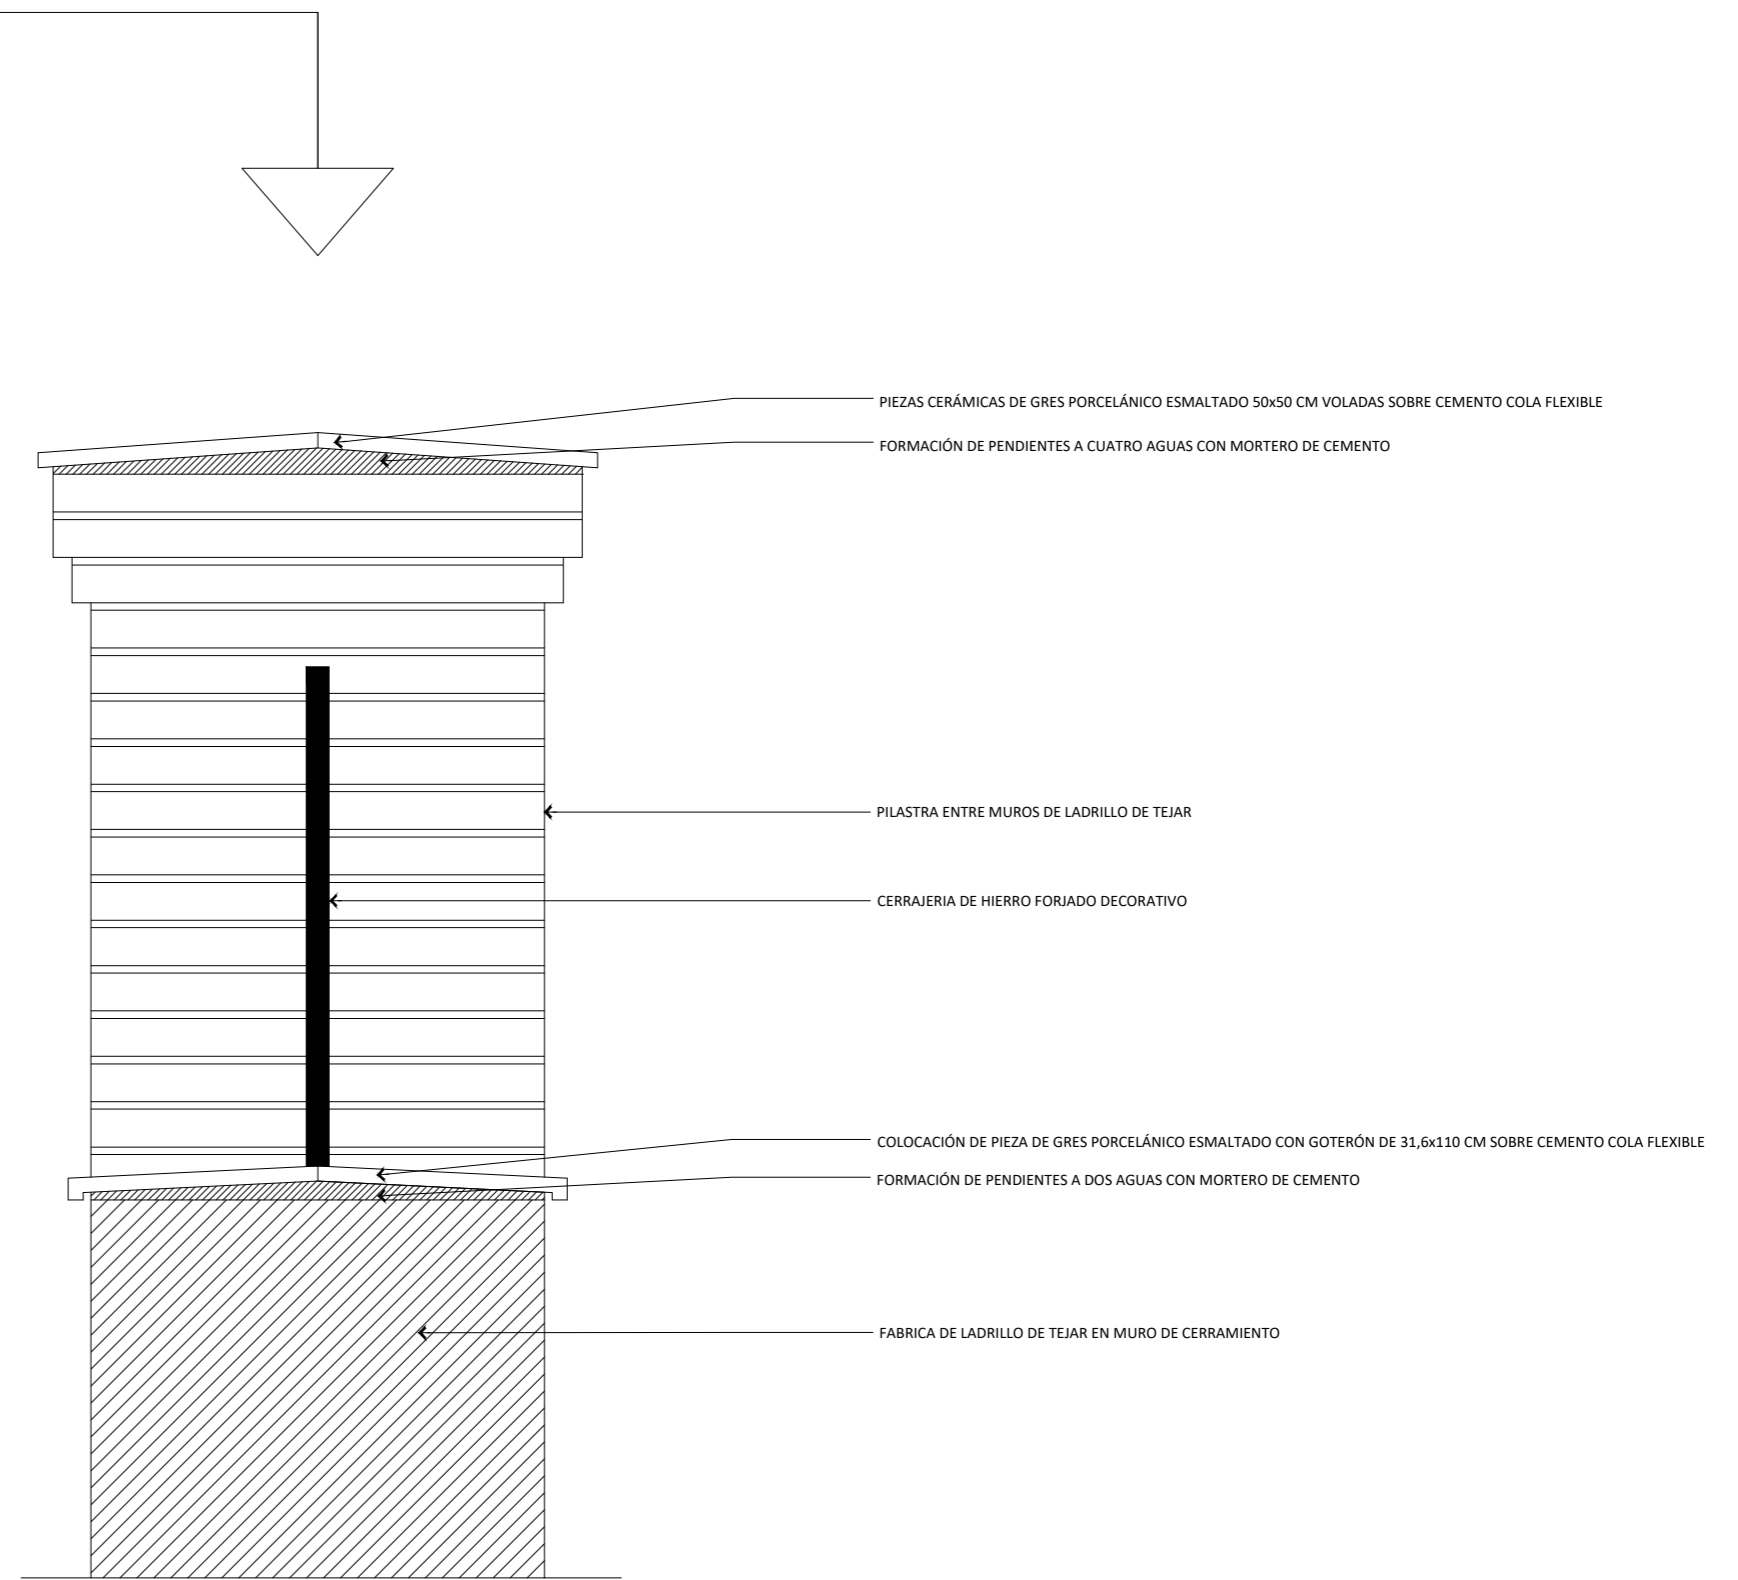 PIEZAS CERÁMICAS DE GRES PORCELÁNICO ESMALTADO 50x50 CM VOLADAS SOBRE CEMENTO COLA FLEXIBLE
FORMACIÓN DE PENDIENTES A CUATRO AGUAS CON MORTERO DE CEMENTO
PILASTRA ENTRE MUROS DE LADRILLO DE TEJAR
CERRAJERIA DE HIERRO FORJADO DECORATIVO
COLOCACIÓN DE PIEZA DE GRES PORCELÁNICO ESMALTADO CON GOTERÓN DE 31,6x110 CM SOBRE CEMENTO COLA FLEXIBLE
FORMACIÓN DE PENDIENTES A DOS AGUAS CON MORTERO DE CEMENTO
FABRICA DE LADRILLO DE TEJAR EN MURO DE CERRAMIENTO